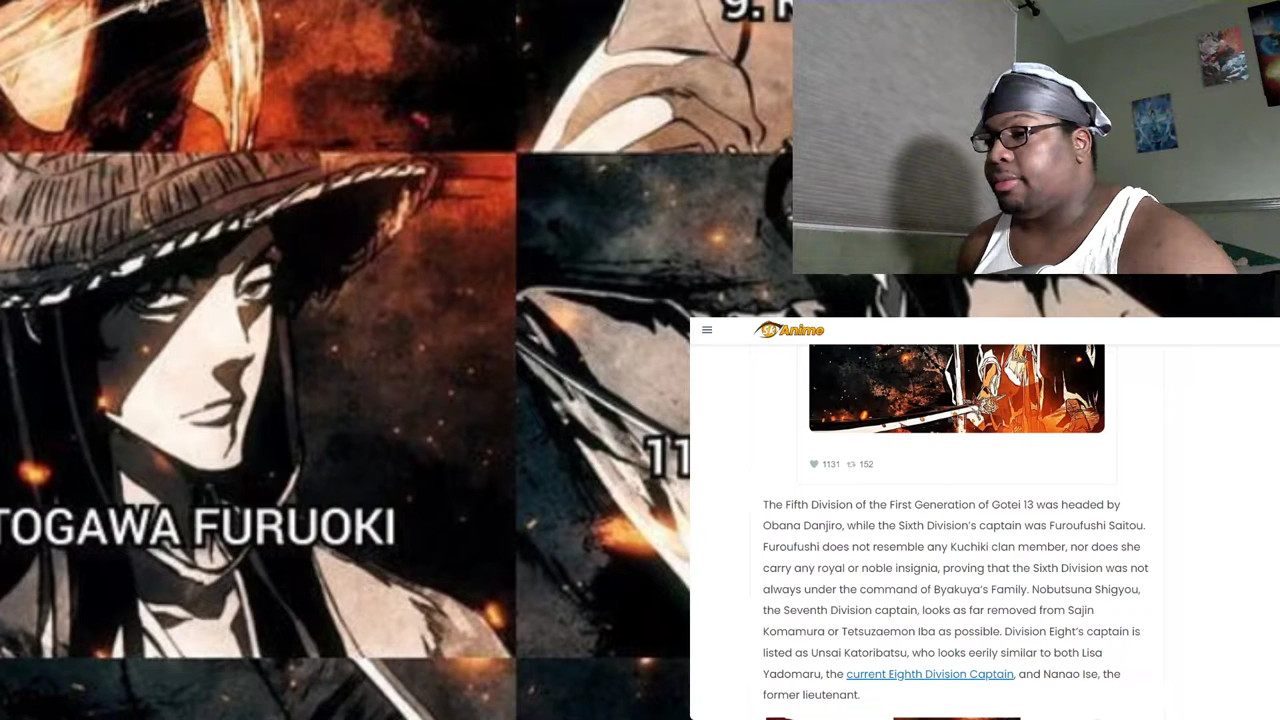 9.
TOGAWA FURUOKI
11
Anime
1131 152
The Fifth Division of the First Generation of Gotei 13 was headed by
Obana Danjiro, while the Sixth Division's captain was Furoufushi Saitou.
Furoufushi does not resemble any Kuchiki clan member, nor does she
carry any royal or noble insignia, proving that the Sixth Division was not
always under the command of Byakuya's Family. Nobutsuna Shigyou,
the Seventh Division captain, looks as far removed from Sajin
Komamura or Tetsuzaemon Iba as possible. Division Eight's captain is
listed as Unsai Katoribatsu, who looks eerily similar to both Lisa
Yadomaru, the current Eighth Division Captain, and Nanao Ise, the
former lieutenant.